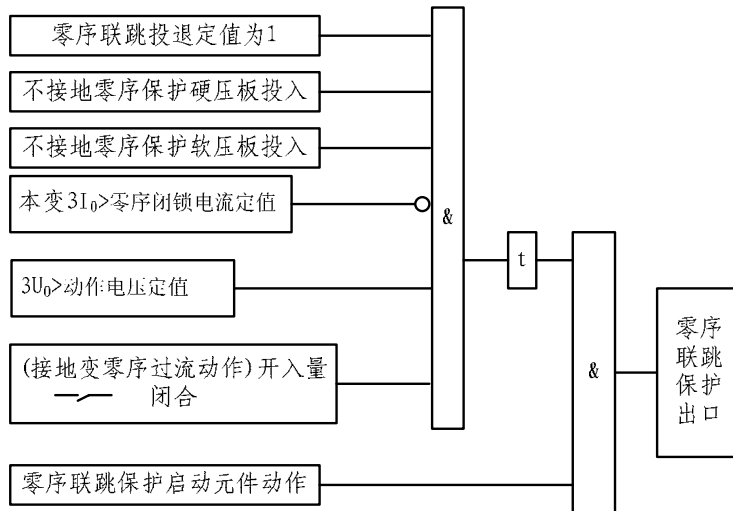 零序联跳投退定值为1
不接地零序保护硬压板投入
不接地零序保护软压板投入
本变3I₀>零序闭锁电流定值
3U₀>动作电压定值
(接地变零序过流动作)开入量
闭合
零序联跳保护启动元件动作
&
t
&
零序
联跳
保护
出口